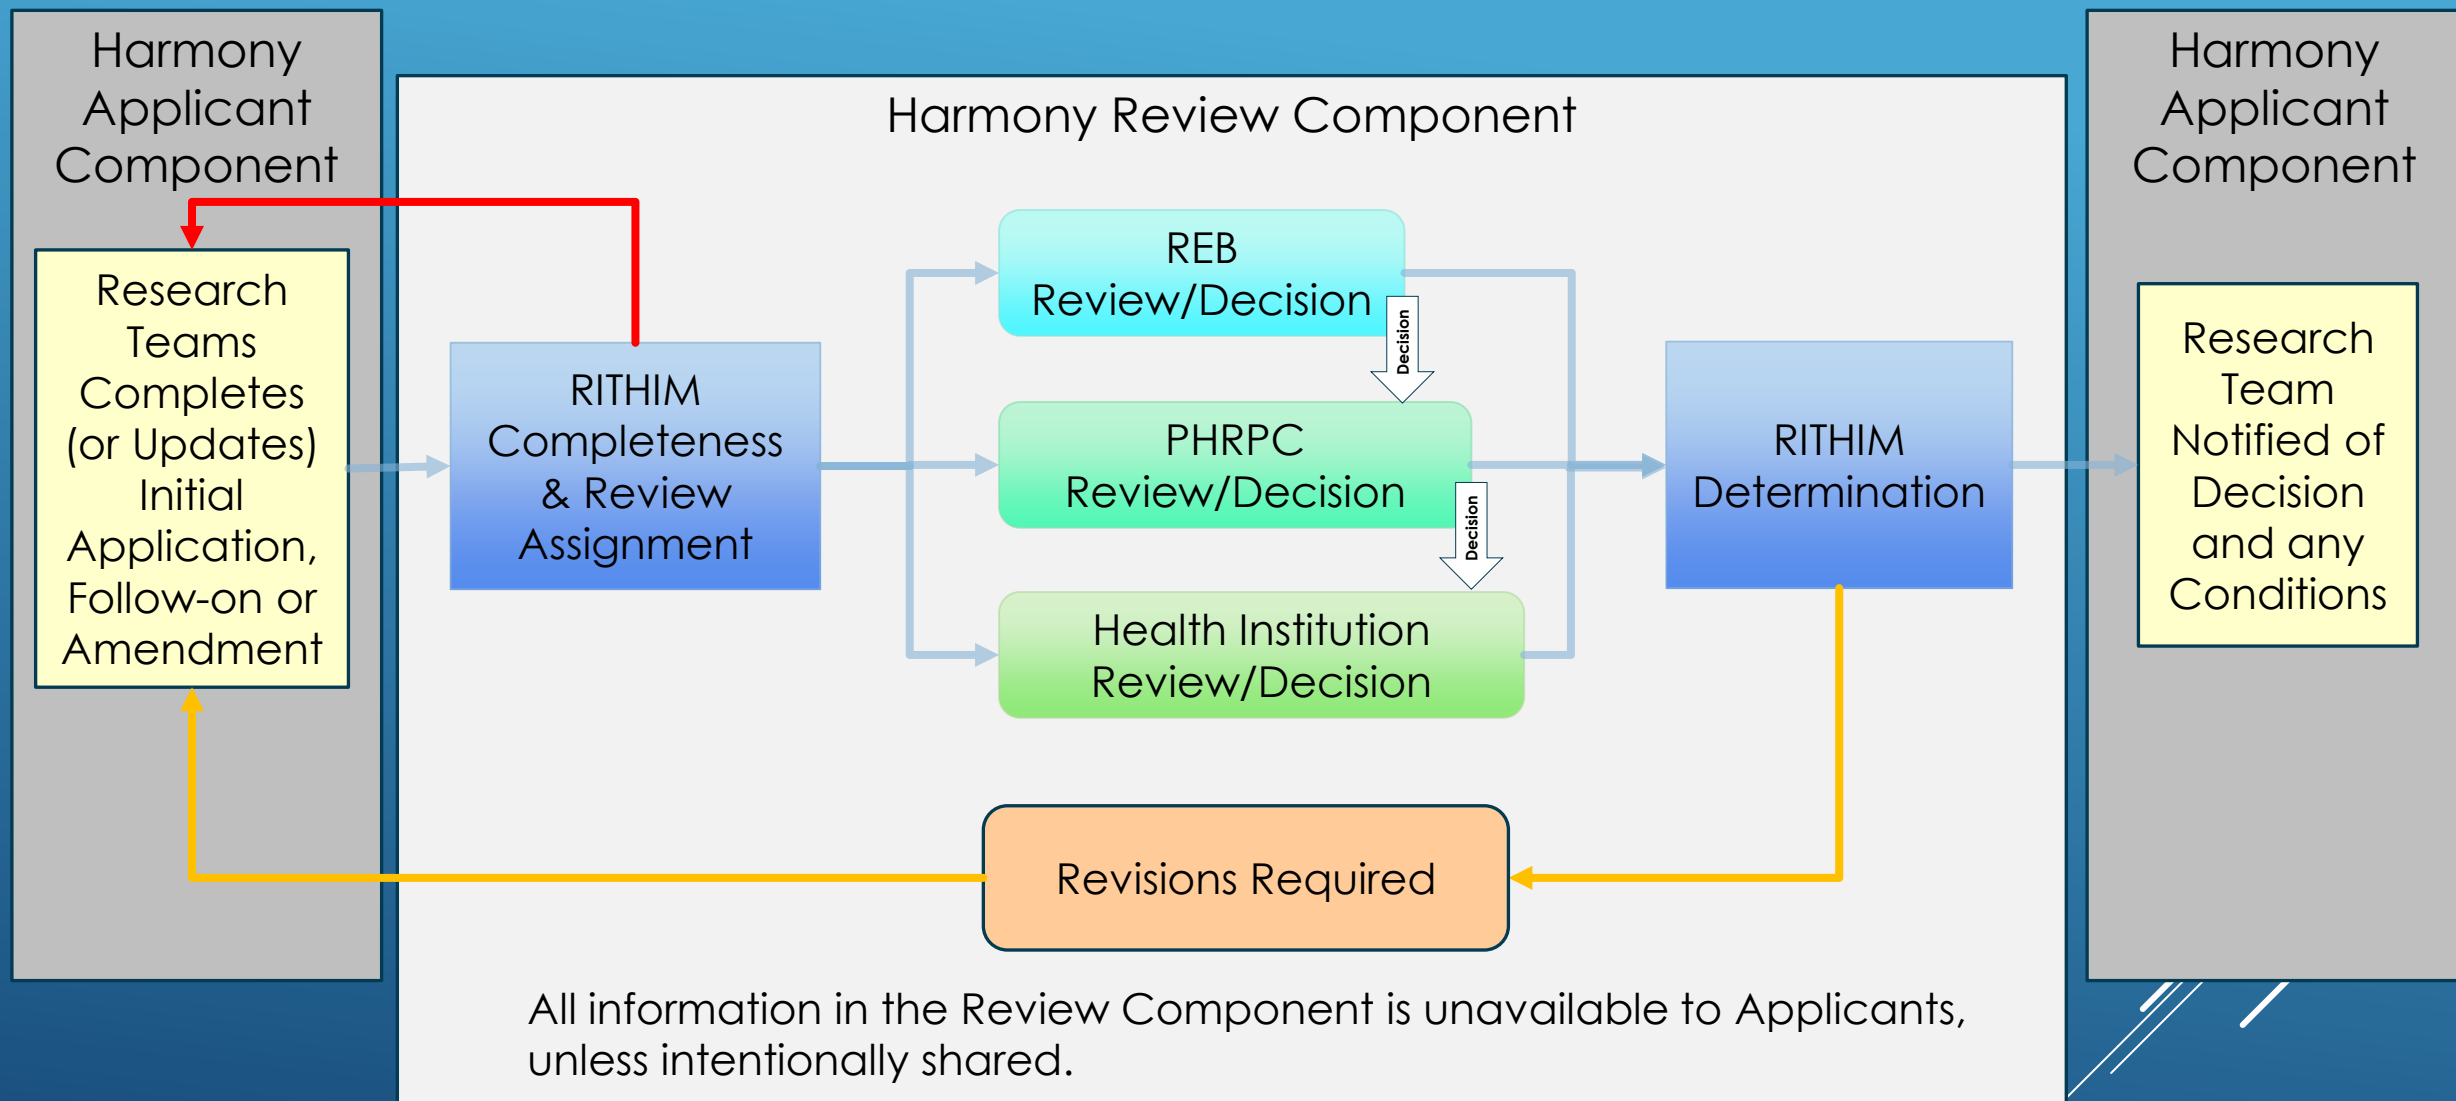 Harmony
Applicant
Component
Research
Teams
Completes
(or Updates)
Initial
Application,
Follow-on or
Amendment
Harmony Review Component
RITHIM
Completeness
& Review
Assignment
REB
Review/Decision
Decision
PHRPC
Review/Decision
Decision
Health Institution
Review/Decision
RITHIM
Determination
Revisions Required
All information in the Review Component is unavailable to Applicants,
unless intentionally shared.
Harmony
Applicant
Component
Research
Team
Notified of
Decision
and any
Conditions